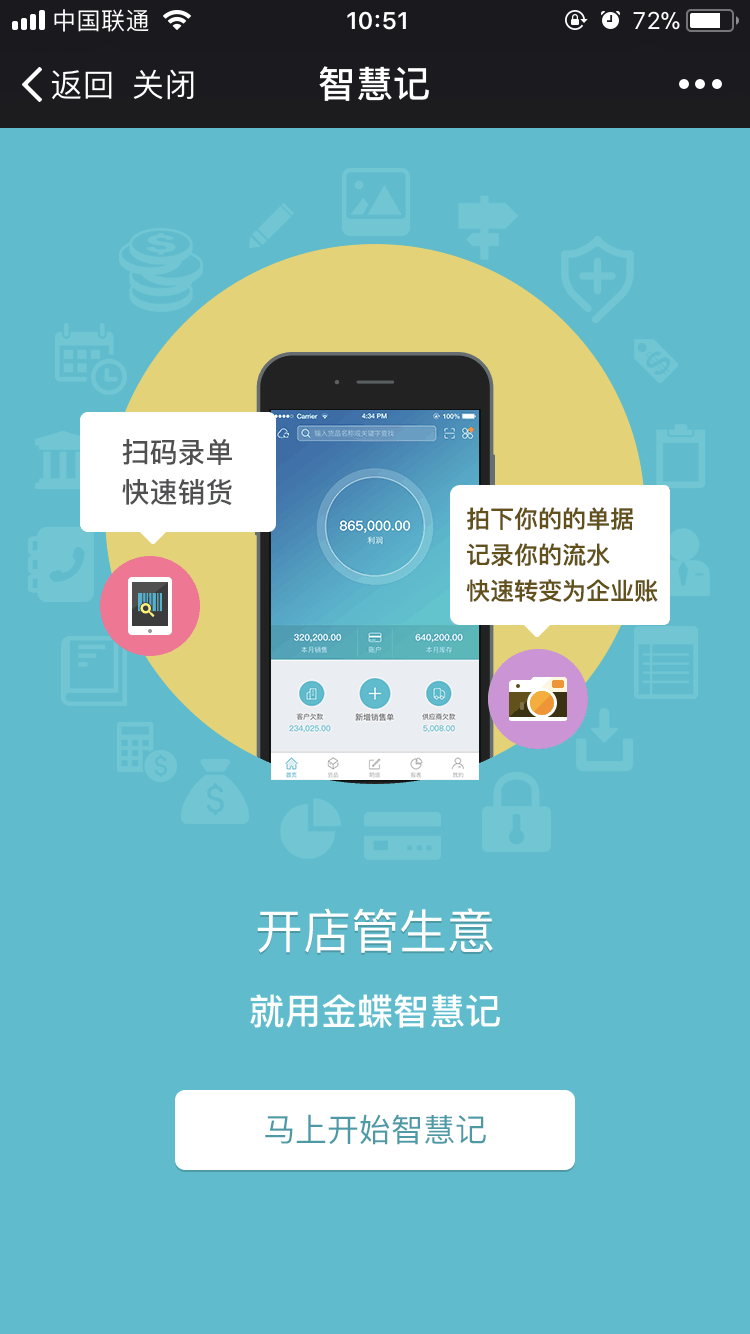 中国联通 10:51 72%
返回 关闭 智慧记
Carrier 4:34 PM 100%
输入货品名称或关键字查找
扫码录单
快速销货
865,000.00
利润
拍下你的的单据
记录你的流水
快速转变为企业账
320,200.00 640,200.00
本月销售 账户 本月库存
客户欠款 新增销售单 供应商欠款
234,025.00 5,008.00
首页 报表 我的
开店管生意
就用金蝶智慧记
马上开始智慧记